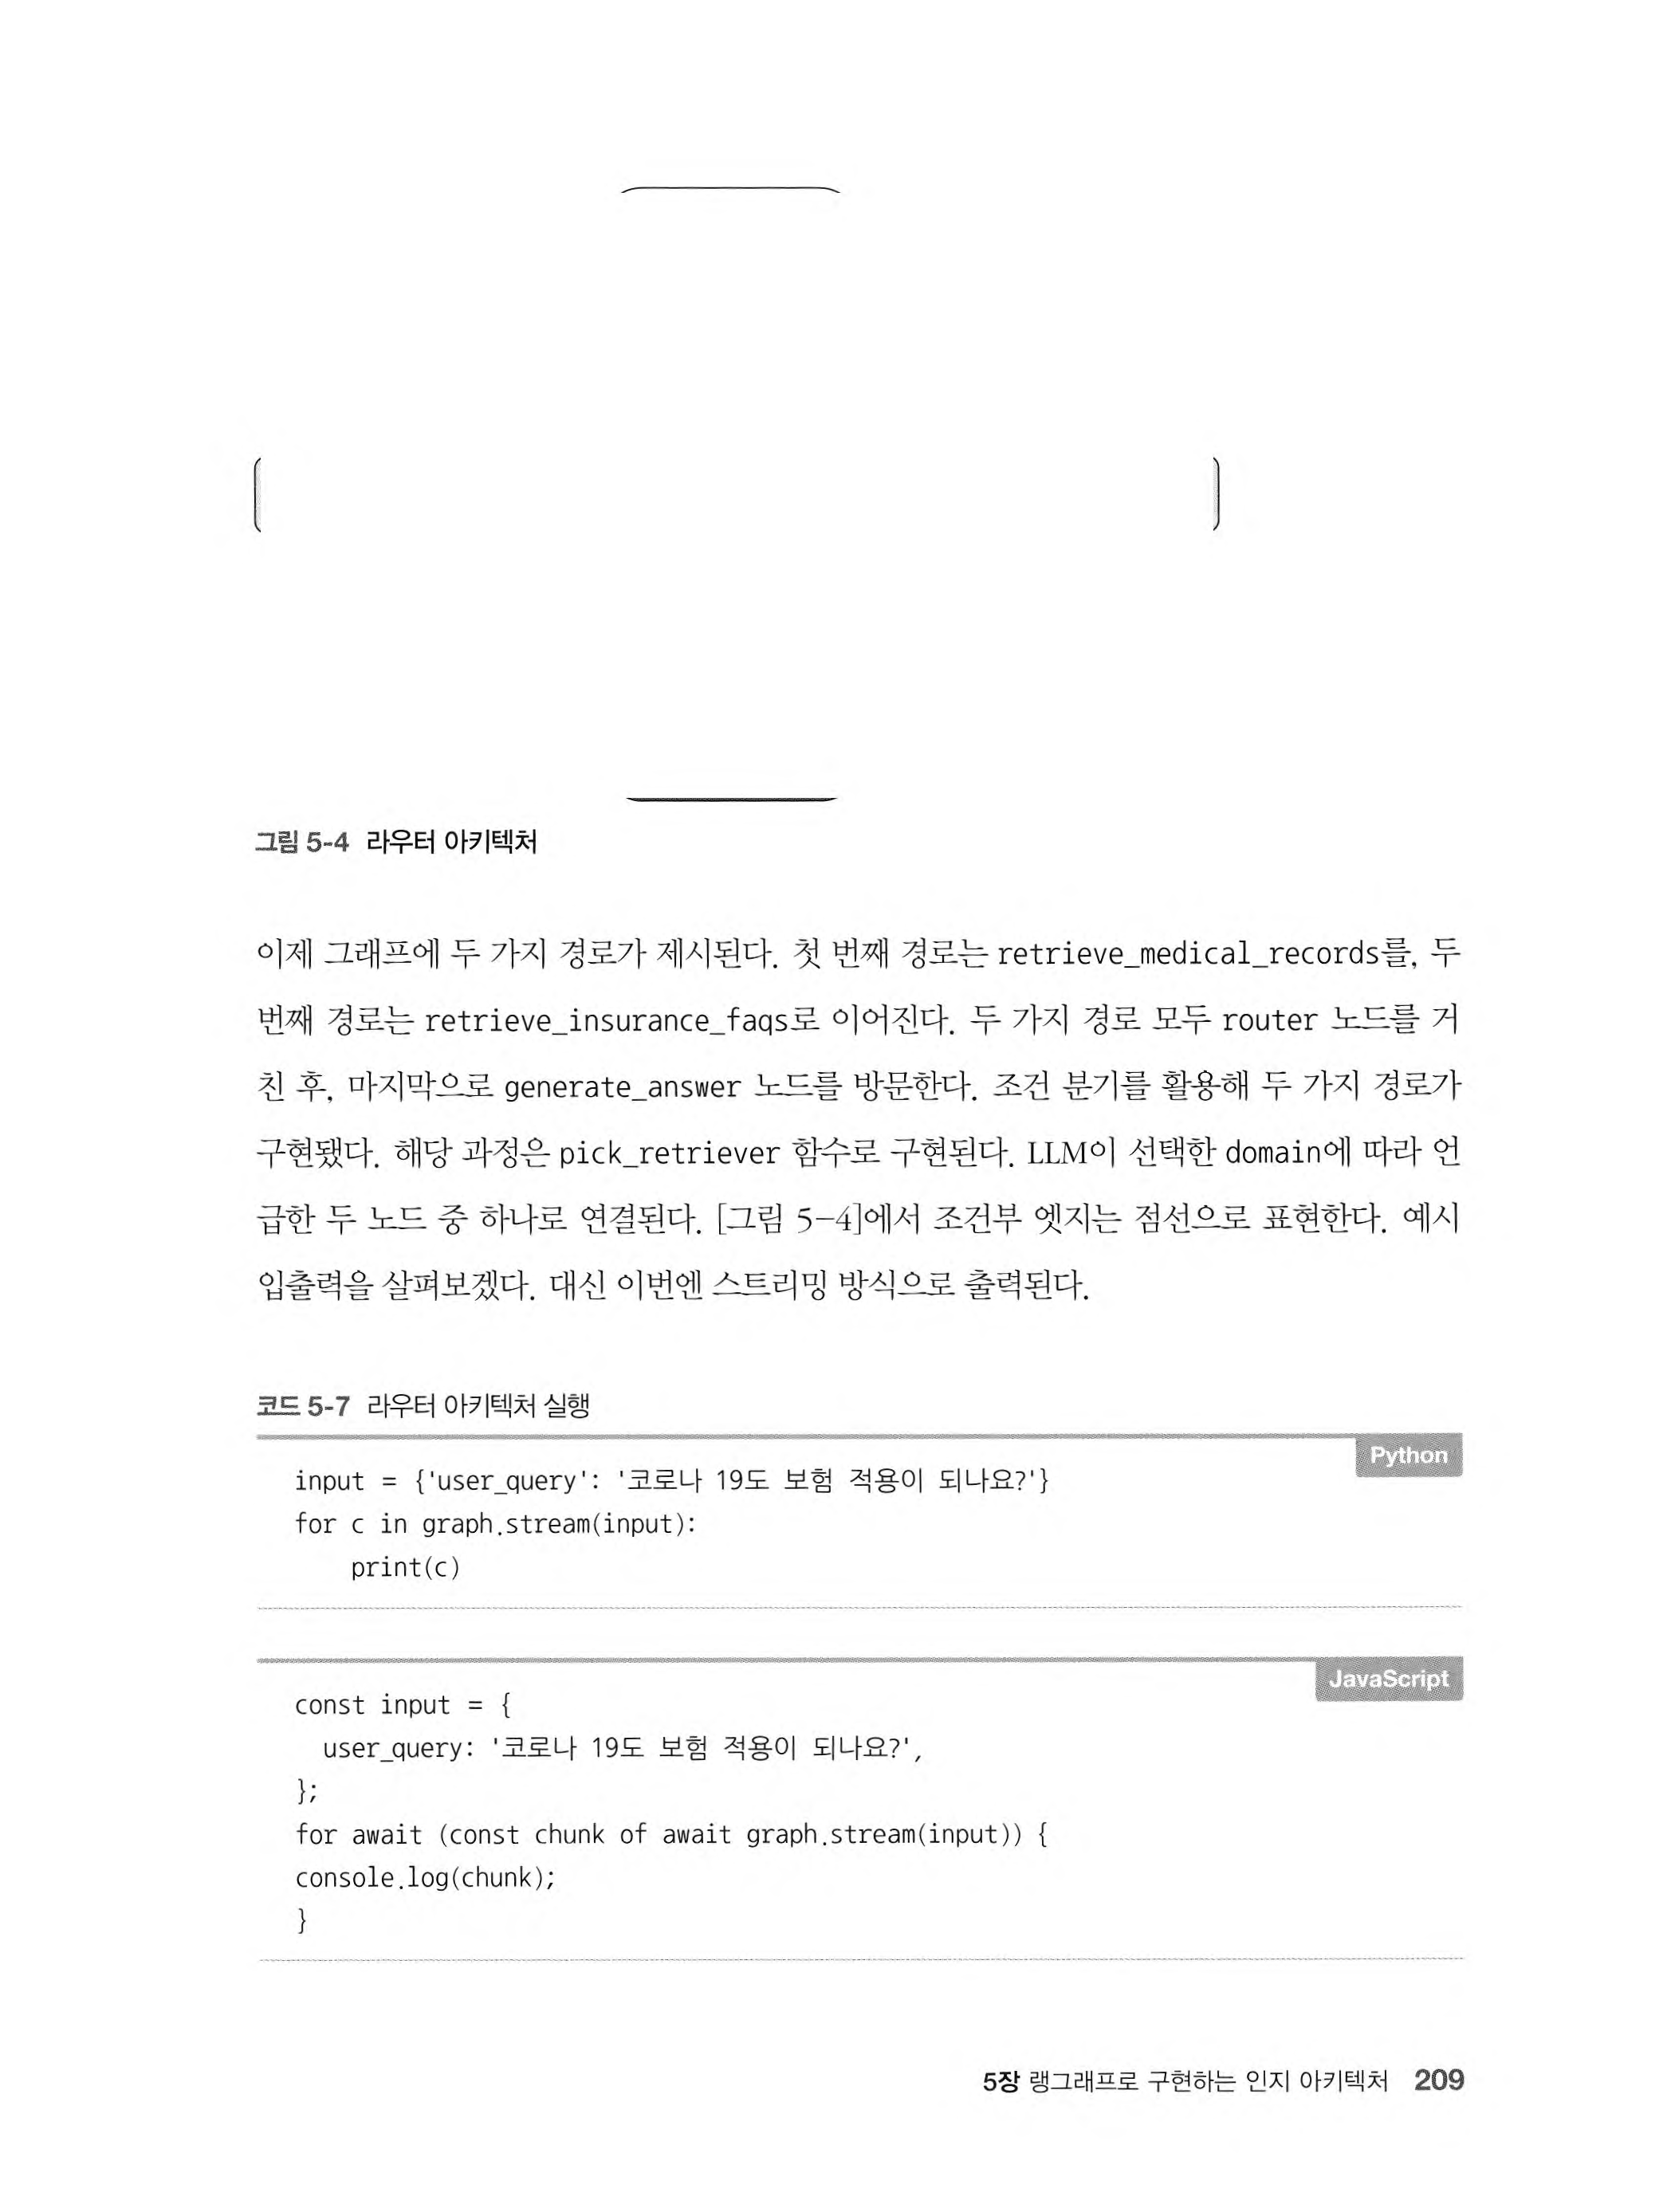 그림 5-4 라우터 아키텍처
이제 그래프에 두 가지 경로가 제시된다. 첫 번째 경로는 retrieve_medical_records를, 두
번째 경로는 retrieve_insurance_faqs로 이어진다. 두 가지 경로 모두 router 노드를 거
친 후, 마지막으로 generate_answer 노드를 방문한다. 조건 분기를 활용해 두 가지 경로가
구현됐다. 해당 과정은 pick_retriever 함수로 구현된다. LLM이 선택한 domain에 따라 언
급한 두 노드 중 하나로 연결된다. [그림 5-4]에서 조건부 엣지는 점선으로 표현한다. 예시
입출력을 살펴보겠다. 대신 이번엔 스트리밍 방식으로 출력된다.
코드 5-7 라우터 아키텍처 실행
Python
input = {'user_query': '코로나 19도 보험 적용이 되나요?'}
for c in graph.stream(input):
    print(c)
JavaScript
const input = {
  user_query: '코로나 19도 보험 적용이 되나요?',
};
for await (const chunk of await graph.stream(input)) {
console.log(chunk);
}
5장 랭그래프로 구현하는 인지 아키텍처 209